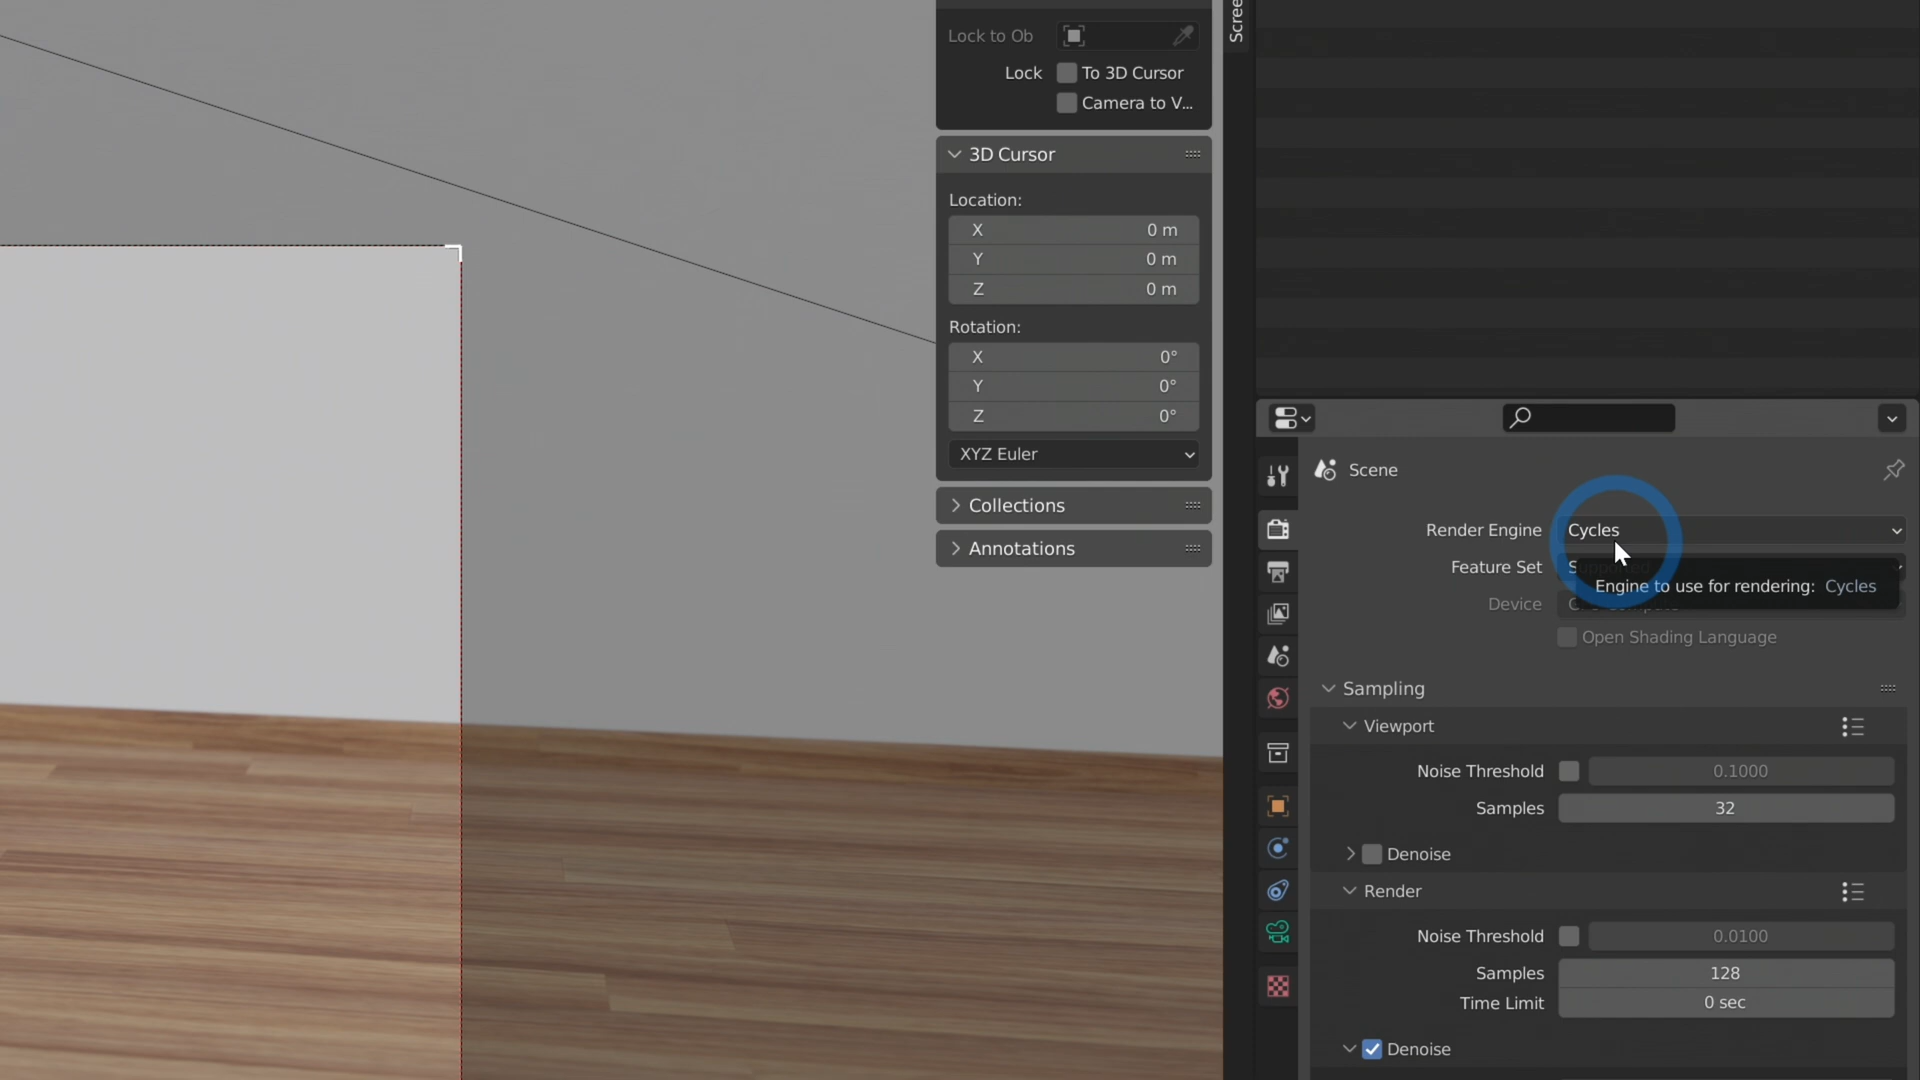 Lock to Ob
Lock To 3D Cursor
Camera to V...
3D Cursor
Location:
X 0 m
Y 0 m
Z 0 m
Rotation:
X 0°
Y 0°
Z 0°
XYZ Euler
Collections
Annotations
Scree
Scene
Render Engine Cycles
Feature Set
Engine to use for rendering: Cycles
Device
Open Shading Language
Sampling
Viewport
Noise Threshold 0.1000
Samples 32
Denoise
Render
Noise Threshold 0.0100
Samples 128
Time Limit 0 sec
Denoise